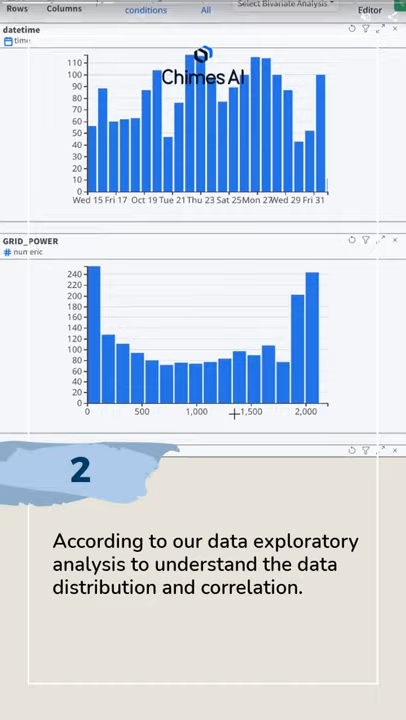 Rows Columns conditions All Select Bivariate Analysis Editor
datetime
time
Chimes AI
110
100
90
80
70
60
50
40
30
20
10
0
Wed 15 Fri 17 Oct 19 Tue 21 Thu 23 Sat 25 Mon 27 Wed 29 Fri 31
GRID_POWER
# numeric
240
220
200
180
160
140
120
100
80
60
40
20
0
0 500 1,000 1,500 2,000
2
According to our data exploratory
analysis to understand the data
distribution and correlation.